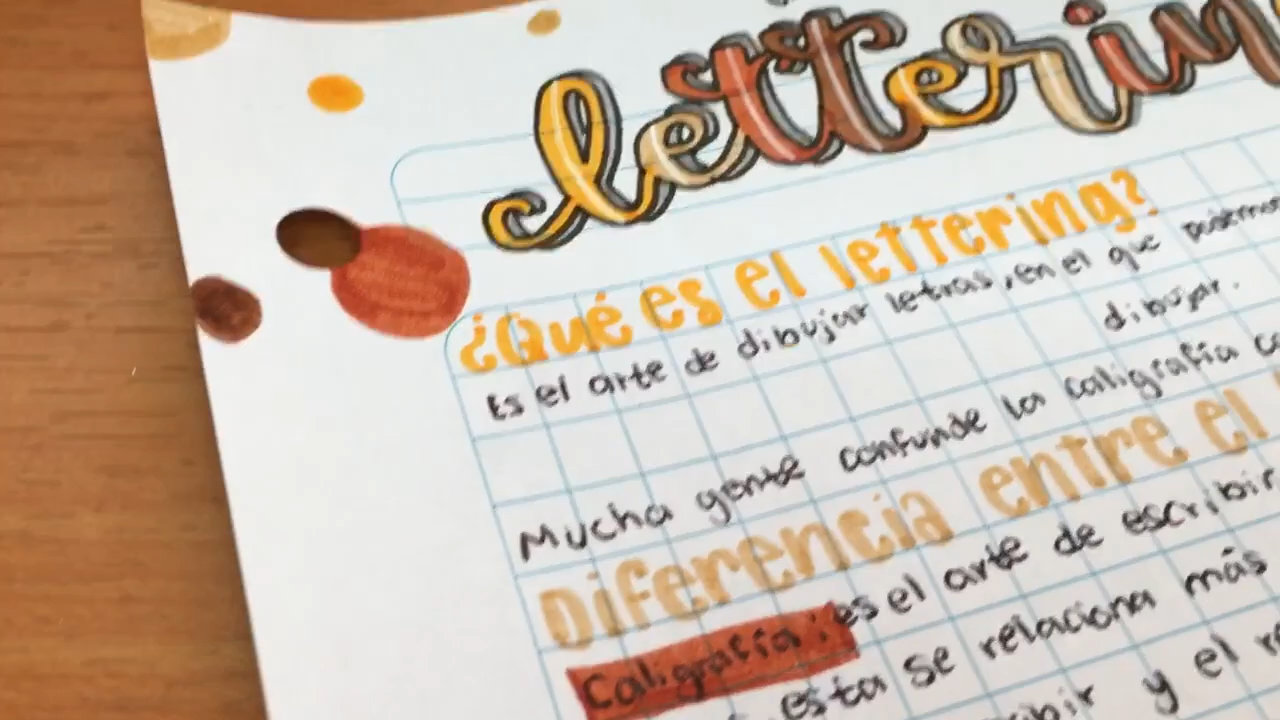 letterin
¿Qué es el lettering?
Es el arte de dibujar letras, en el que podemos
dibujar.
Mucha gente confunde la caligrafía co
Diferencia entre el
Caligrafía: es el arte de escribir
esta se relaciona más
y el